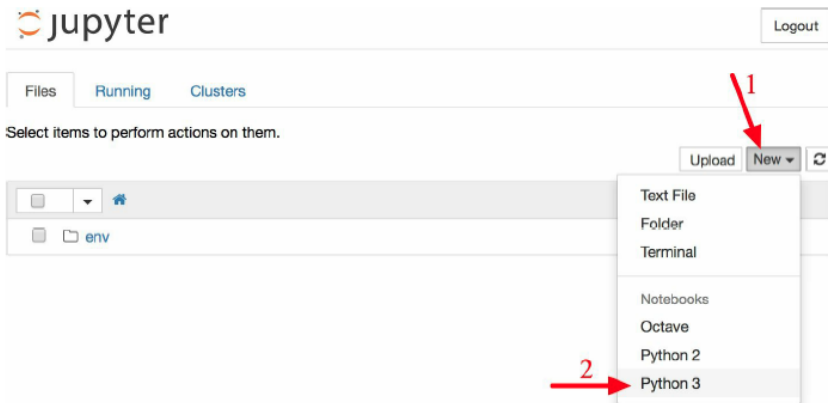 jupyter
Logout
Files Running Clusters
1
Select items to perform actions on them.
Upload New
env
Text File
Folder
Terminal
Notebooks
Octave
Python 2
2 Python 3